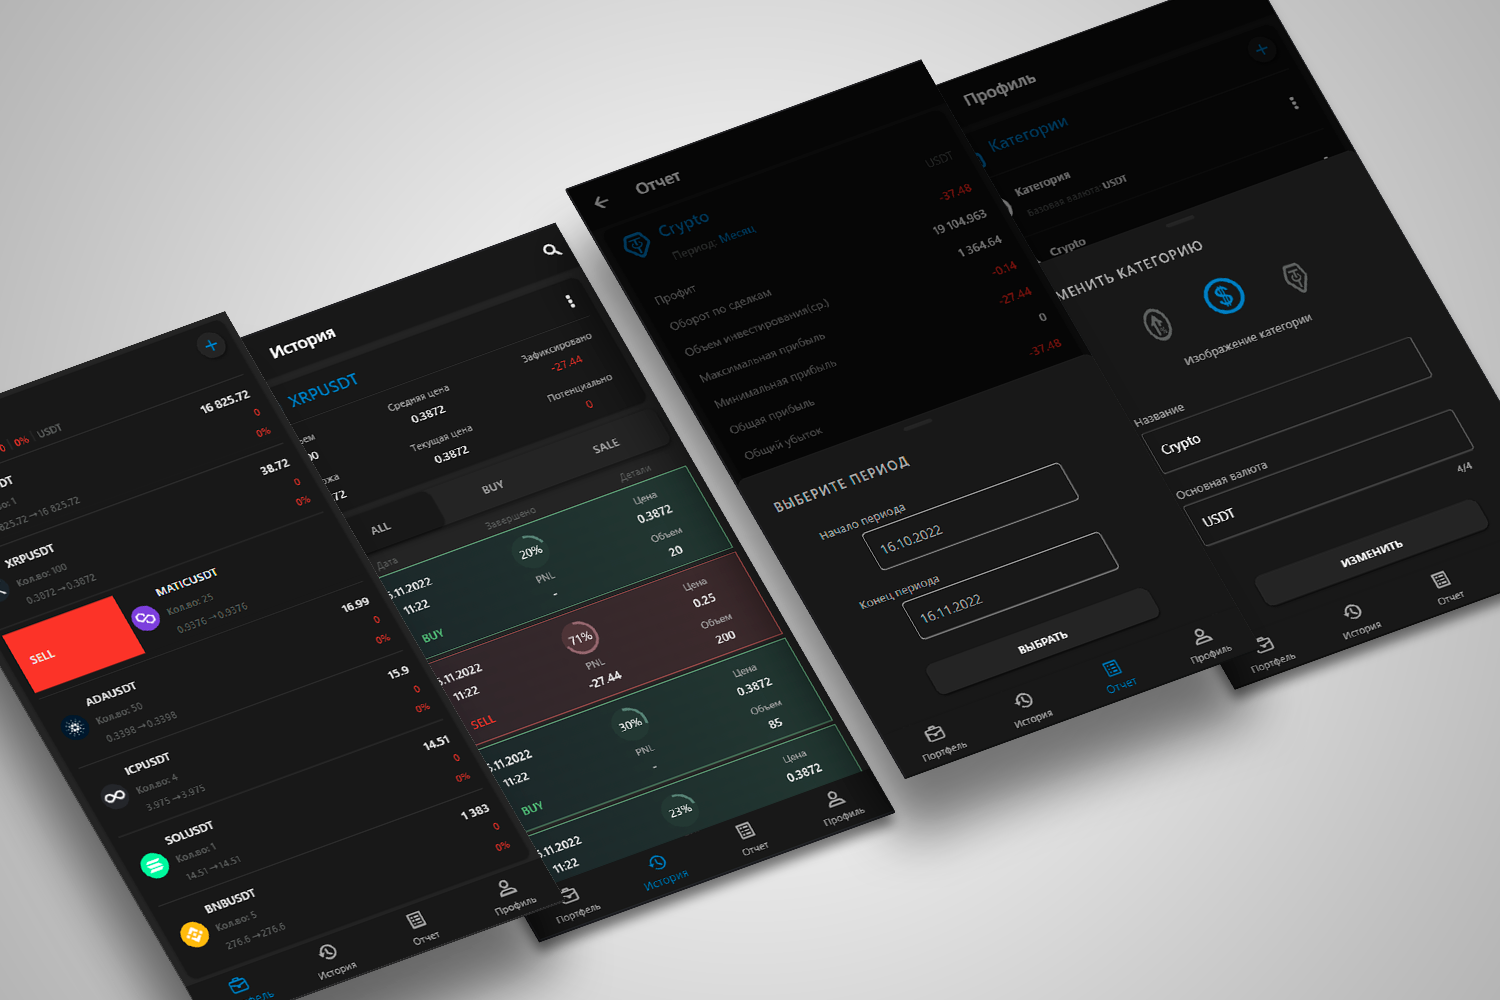 0 0% USDT
16 825.72
0
0%
DT
1
825.72→16 825.72
38.72
0
0%
XRPUSDT
Кол.во: 100
0.3872→0.3872
SELL
MATICUSDT
Кол.во: 25
0.9376→0.9376
16.99
0
0%
ADAUSDT
Кол.во: 50
0.3398→0.3398
15.9
0
0%
ICPUSDT
Кол.во: 4
3.975→3.975
14.51
0
0%
SOLUSDT
Кол.во: 1
14.51→14.51
1 383
0
0%
BNBUSDT
Кол.во: 5
276.6→276.6
ель
История
Отчет
Профиль
История
XRPUSDT
Средняя цена
0.3872
Зафиксировано
-27.44
ем
00
Текущая цена
0.3872
Потенциально
0
жа
72
ALL
BUY
SALE
Дата
Завершено
Детали
5.11.2022
11:22
BUY
20%
PNL
-
Цена
0.3872
Объем
20
5.11.2022
11:22
SELL
71%
PNL
-27.44
Цена
0.25
Объем
200
5.11.2022
11:22
BUY
30%
PNL
-
Цена
0.3872
Объем
85
5.11.2022
11:22
23%
Цена
0.3872
Портфель
История
Отчет
Профиль
Отчет
Crypto
Период: Месяц
USDT
Профит
-37.48
Оборот по сделкам
19 104.963
Объем инвестирования(ср.)
1 364.64
Максимальная прибыль
-0.14
Минимальная прибыль
-27.44
Общая прибыль
0
Общий убыток
-37.48
ВЫБЕРИТЕ ПЕРИОД
Начало периода
16.10.2022
Конец периода
16.11.2022
ВЫБРАТЬ
Портфель
История
Отчет
Профиль
Профиль
Категории
Категория
Базовая валюта: USDT
Crypto
МЕНИТЬ КАТЕГОРИЮ
Изображение категории
Название
Crypto
Основная валюта
USDT
4/4
ИЗМЕНИТЬ
Портфель
История
Отчет